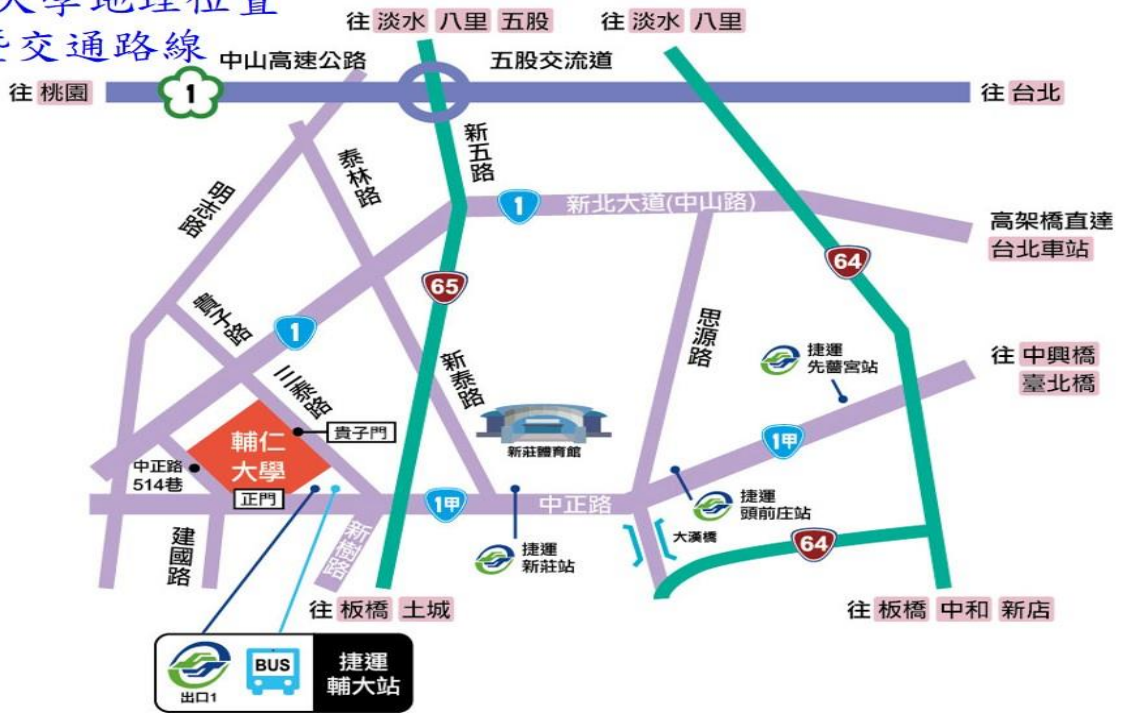 大學地理位置
交通路線
往 淡水 八里 五股
往 淡水 八里
中山高速公路
五股交流道
往 桃園
1
往 台北
新五路
泰林路
明志路
1
新北大道(中山路)
高架橋直達
台北車站
64
65
貴子路
1
思源路
捷運
先嗇宮站
往 中興橋
臺北橋
新泰路
三泰路
貴子門
輔仁
大學
新莊體育館
1甲
中正路
514巷
正門
1甲
中正路
捷運
頭前庄站
建國路
新樹路
捷運
新莊站
大漢橋
64
往 板橋 土城
往 板橋 中和 新店
出口1
BUS
捷運
輔大站